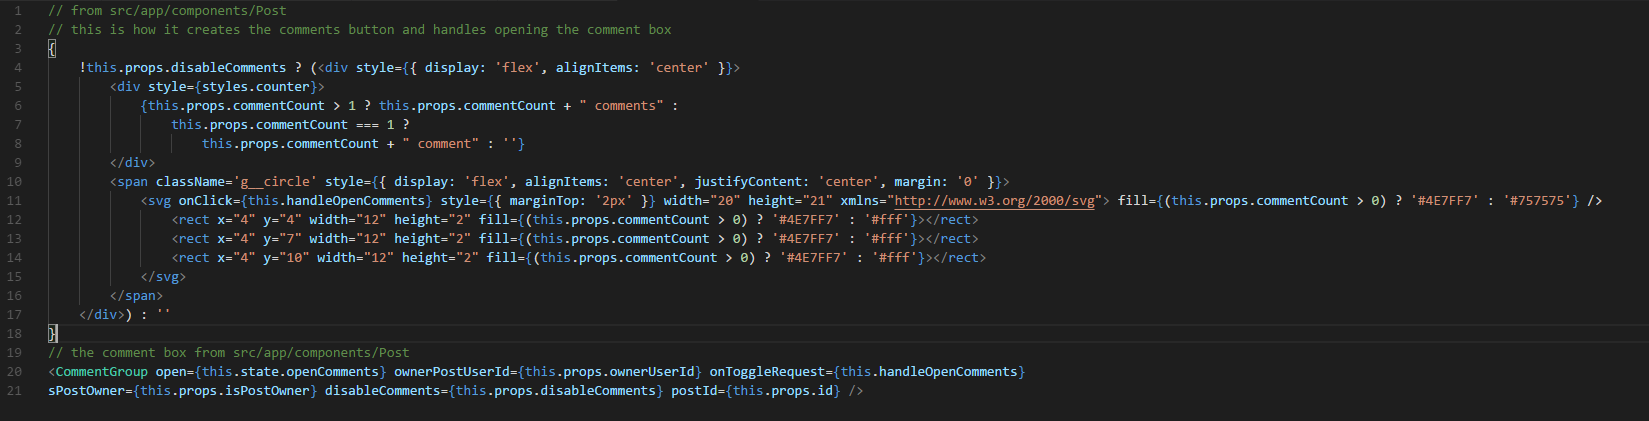 1 // from src/app/components/Post
2 // this is how it creates the comments button and handles opening the comment box
3 {
4 !this.props.disableComments ? (<div style={{ display: 'flex', alignItems: 'center' }}>
5 <div style={styles.counter}>
6 {this.props.commentCount > 1 ? this.props.commentCount + " comments" :
7 this.props.commentCount === 1 ?
8 this.props.commentCount + " comment" : ''}
9 </div>
10 <span className='g__circle' style={{ display: 'flex', alignItems: 'center', justifyContent: 'center', margin: '0' }}>
11 <svg onClick={this.handleOpenComments} style={{ marginTop: '2px' }} width="20" height="21" xmlns="http://www.w3.org/2000/svg"> fill={(this.props.commentCount > 0) ? '#4E7FF7' : '#757575'} />
12 <rect x="4" y="4" width="12" height="2" fill={(this.props.commentCount > 0) ? '#4E7FF7' : '#fff'}></rect>
13 <rect x="4" y="7" width="12" height="2" fill={(this.props.commentCount > 0) ? '#4E7FF7' : '#fff'}></rect>
14 <rect x="4" y="10" width="12" height="2" fill={(this.props.commentCount > 0) ? '#4E7FF7' : '#fff'}></rect>
15 </svg>
16 </span>
17 </div>) : ''
18 }
19 // the comment box from src/app/components/Post
20 <CommentGroup open={this.state.openComments} ownerPostUserId={this.props.ownerUserId} onToggleRequest={this.handleOpenComments}
21 sPostOwner={this.props.isPostOwner} disableComments={this.props.disableComments} postId={this.props.id} />